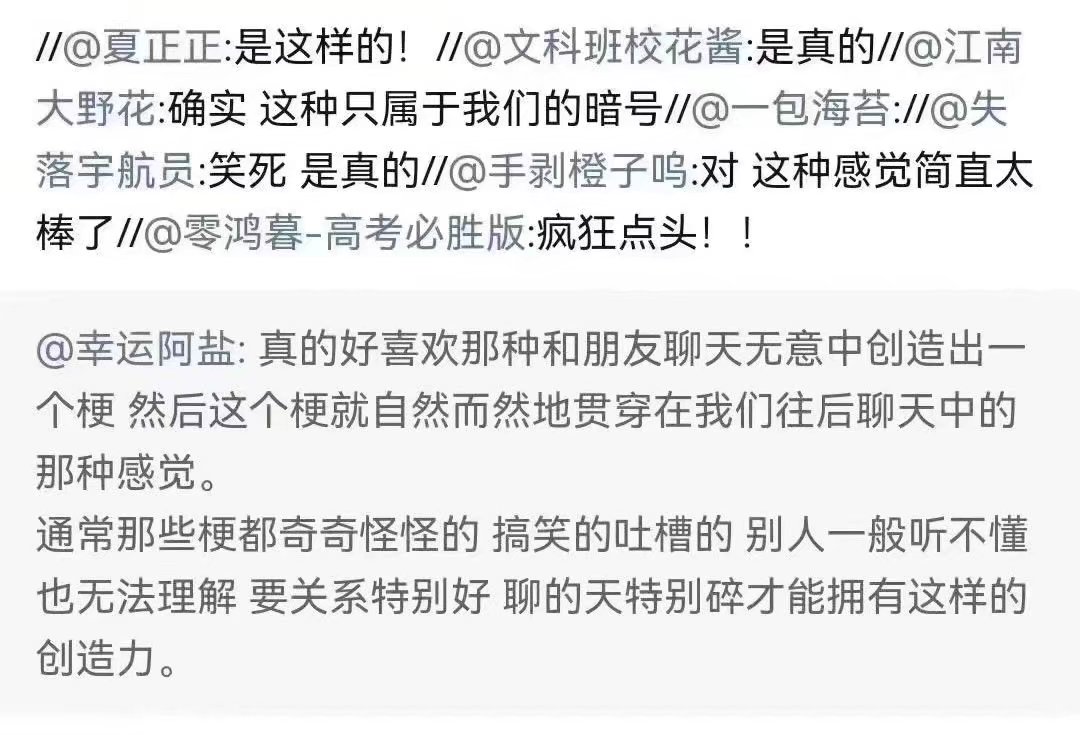 //@夏正正:是这样的！//@文科班校花酱:是真的//@江南
大野花:确实 这种只属于我们的暗号//@一包海苔://@失
落宇航员:笑死 是真的//@手剥橙子呜:对 这种感觉简直太
棒了//@零鸿暮-高考必胜版:疯狂点头！！
@幸运阿盐: 真的好喜欢那种和朋友聊天无意中创造出一
个梗 然后这个梗就自然而然地贯穿在我们往后聊天中的
那种感觉。
通常那些梗都奇奇怪怪的 搞笑的吐槽的 别人一般听不懂
也无法理解 要关系特别好 聊的天特别碎才能拥有这样的
创造力。